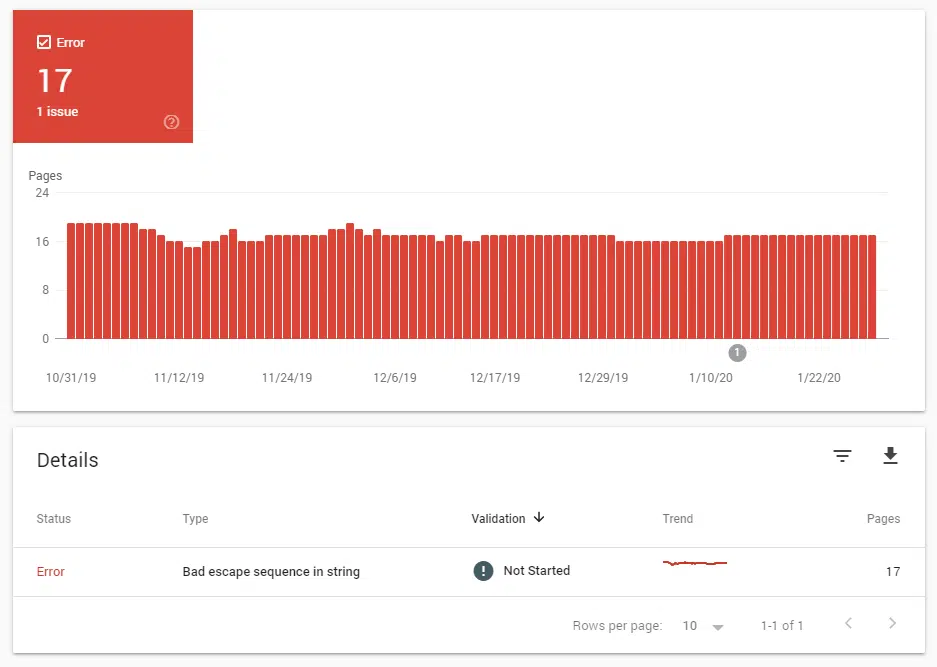 Error
17
1 issue
Pages
24
16
8
0
1
10/31/19 11/12/19 11/24/19 12/6/19 12/17/19 12/29/19 1/10/20 1/22/20
Details
Status Type Validation Trend Pages
Error Bad escape sequence in string ! Not Started 17
Rows per page: 10 1-1 of 1